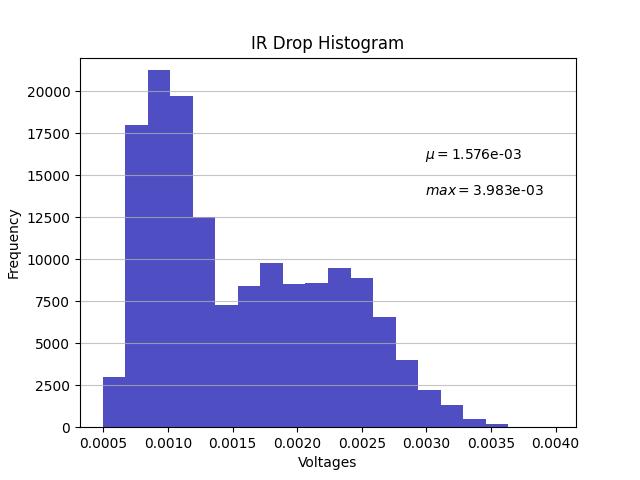 IR Drop Histogram
20000
17500
15000
12500
10000
7500
5000
2500
0
Frequency
μ = 1.576e-03
max = 3.983e-03
0.0005 0.0010 0.0015 0.0020 0.0025 0.0030 0.0035 0.0040
Voltages